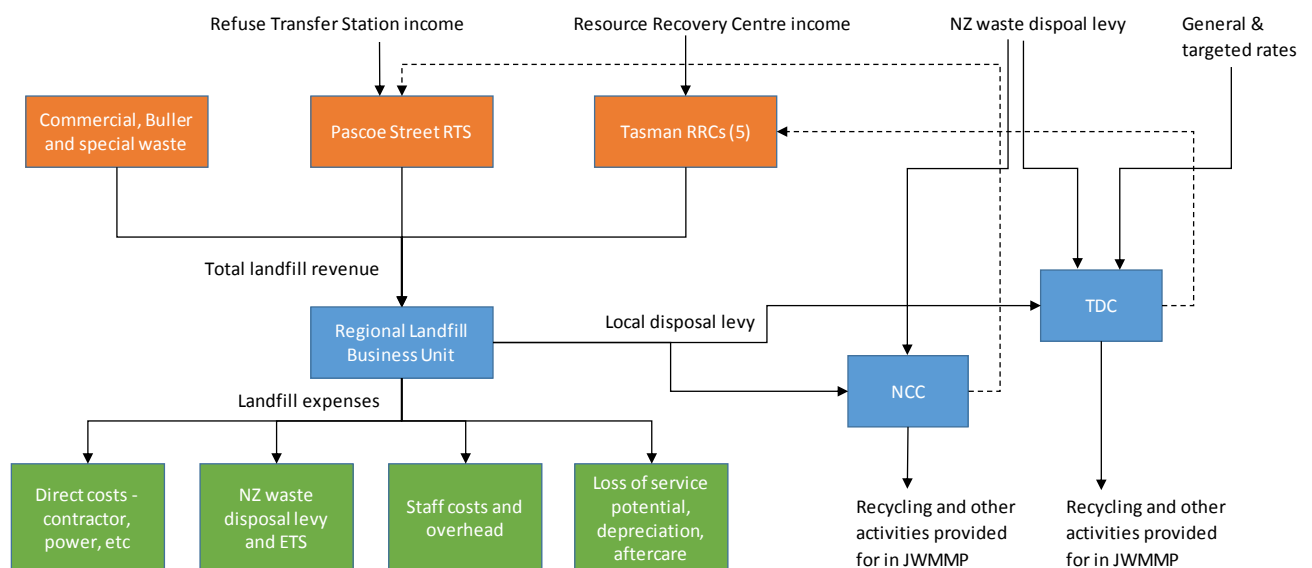 Refuse Transfer Station income
Resource Recovery Centre income
NZ waste dispoal levy
General &
targeted rates
Commercial, Buller
and special waste
Pascoe Street RTS
Tasman RRCs (5)
Total landfill revenue
Regional Landfill
Business Unit
Local disposal levy
TDC
NCC
Landfill expenses
Direct costs -
contractor,
power, etc
NZ waste
disposal levy
and ETS
Staff costs and
overhead
Loss of service
potential,
depreciation,
aftercare
Recycling and other
activities provided
for in JWMMP
Recycling and other
activities provided
for in JWMMP